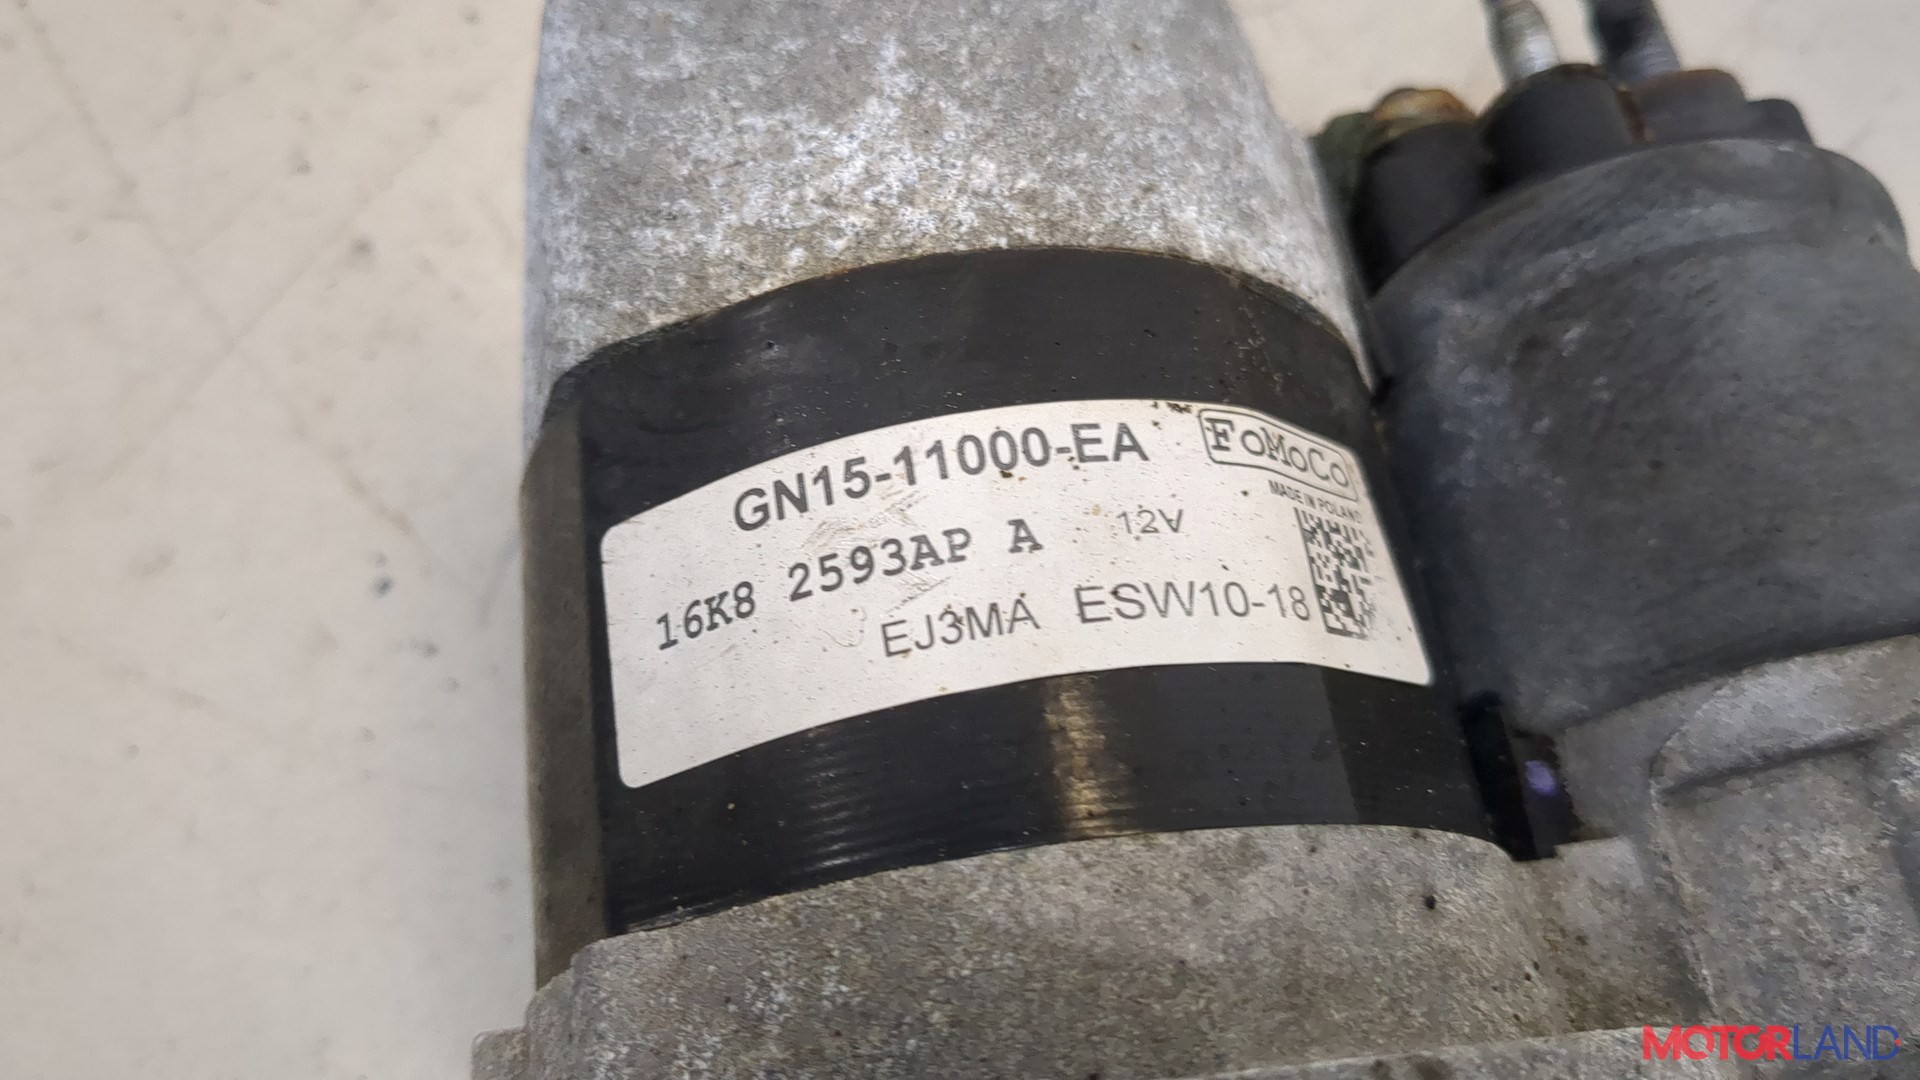 GN15-11000-EA
FoMoCo
MADE IN POLAND
16K8 2593AP A 12V
EJ3MA ESW10-18
MOTORLAND